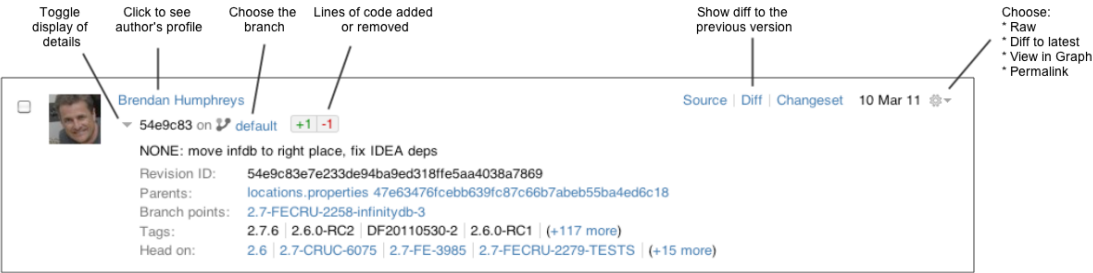 Toggle
display of
details
Click to see
author's profile
Choose the
branch
Lines of code added
or removed
Show diff to the
previous version
Choose:
* Raw
* Diff to latest
* View in Graph
* Permalink
Brendan Humphreys
Source | Diff | Changeset 10 Mar 11
54e9c83 on default +1 -1
NONE: move infdb to right place, fix IDEA deps
Revision ID: 54e9c83e7e233de94ba9ed318ffe5aa4038a7869
Parents: locations.properties 47e63476fcebb639fc87c66b7abeb55ba4ed6c18
Branch points: 2.7-FECRU-2258-infinitydb-3
Tags: 2.7.6 | 2.6.0-RC2 | DF20110530-2 | 2.6.0-RC1 | (+117 more)
Head on: 2.6 | 2.7-CRUC-6075 | 2.7-FE-3985 | 2.7-FECRU-2279-TESTS | (+15 more)